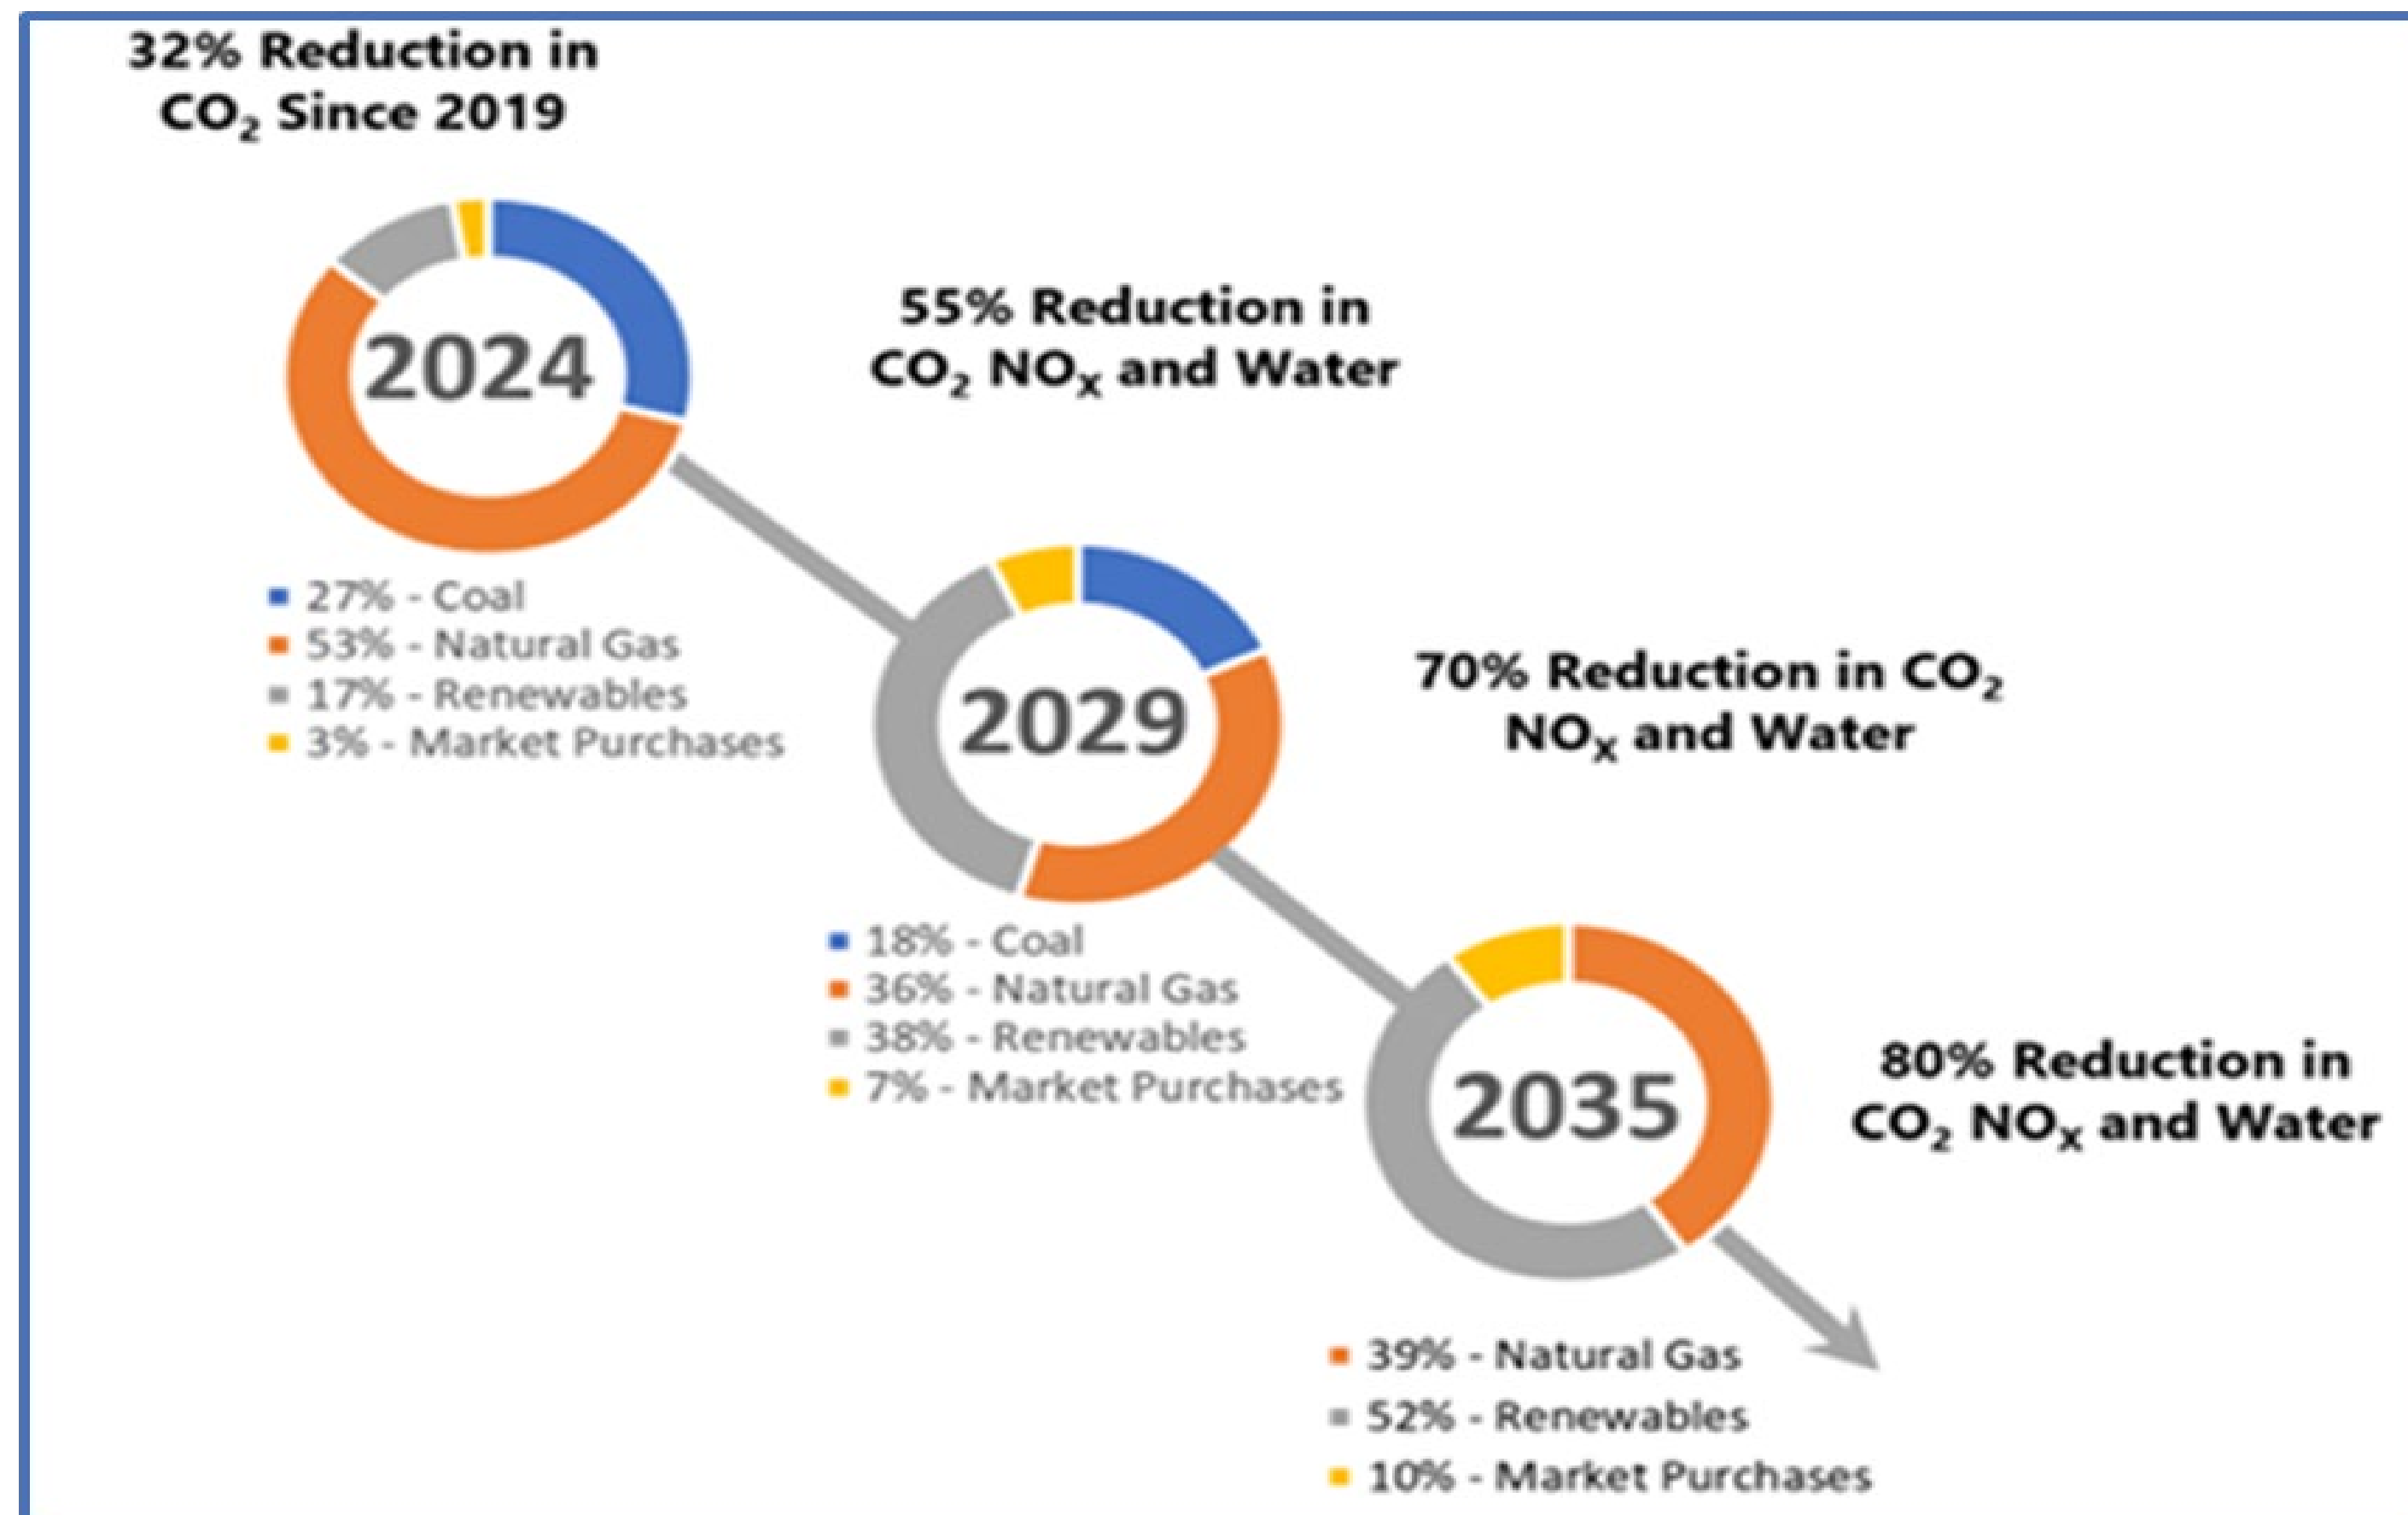 32% Reduction in
CO₂ Since 2019
2024
27% - Coal
53% - Natural Gas
17% - Renewables
3% - Market Purchases
55% Reduction in
CO₂ NOₓ and Water
2029
18% - Coal
36% - Natural Gas
38% - Renewables
7% - Market Purchases
70% Reduction in CO₂
NOₓ and Water
2035
39% - Natural Gas
52% - Renewables
10% - Market Purchases
80% Reduction in
CO₂ NOₓ and Water